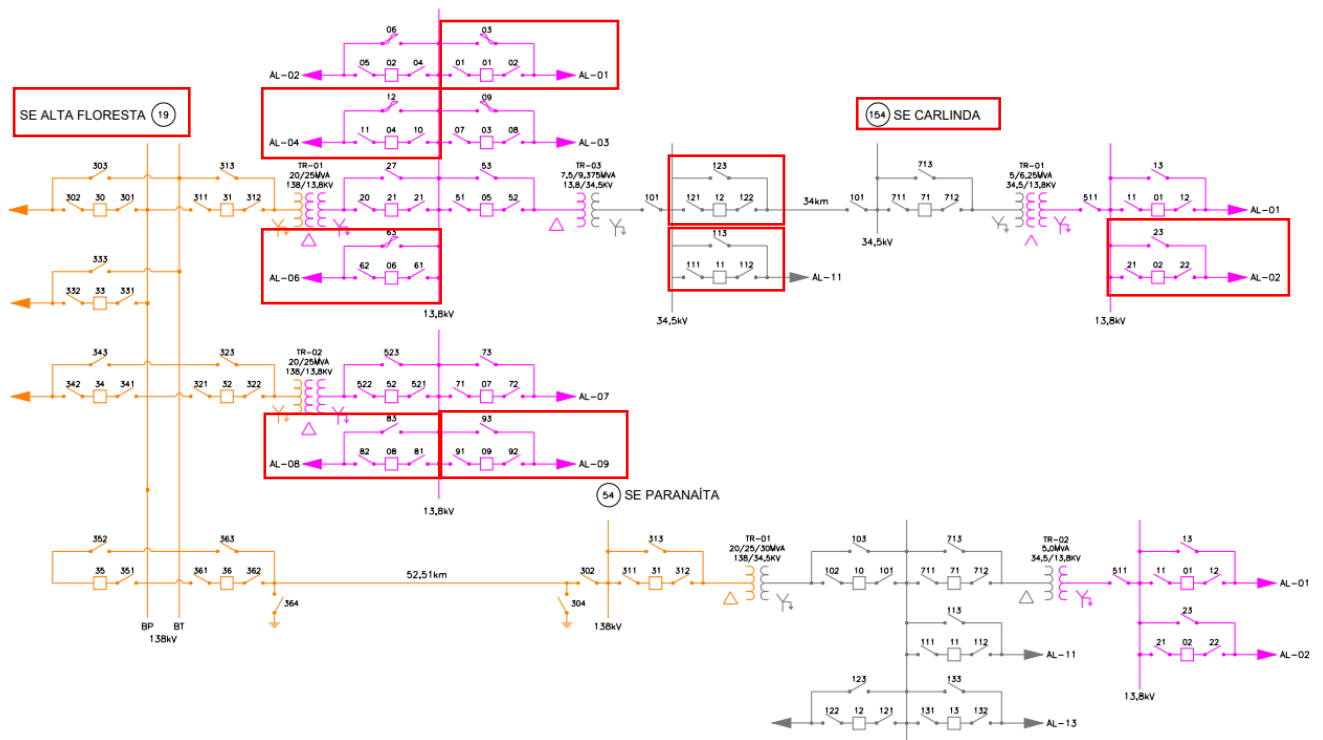 06
03
AL-02
05
02
04
01
01
02
AL-01
SE ALTA FLORESTA
19
12
09
154
SE CARLINDA
AL-04
11
04
10
07
03
08
AL-03
303
313
TR-01
20/25MVA
138/13,8KV
27
53
TR-03
7,5/9,375MVA
13,8/34,5KV
123
713
TR-01
5/6,25MVA
34,5/13,8KV
13
302
30
301
311
31
312
20
21
21
51
05
52
101
121
12
122
34km
101
711
71
712
511
11
01
12
AL-01
333
63
113
34,5kV
23
332
33
331
AL-06
62
06
61
111
11
112
AL-11
21
02
22
AL-02
13,8kV
34,5kV
13,8kV
343
323
TR-02
20/25MVA
138/13,8KV
523
73
342
34
341
321
32
322
522
52
521
71
07
72
AL-07
83
93
AL-08
82
08
81
91
09
92
AL-09
54
SE PARANAÍTA
13,8kV
352
363
313
TR-01
20/25/30MVA
138/34,5KV
103
713
TR-02
5,0MVA
34,5/13,8KV
13
35
351
361
36
362
52,51km
302
311
31
312
102
10
101
711
71
712
511
11
01
12
AL-01
364
304
BP
BT
138kV
138kV
113
23
111
11
112
AL-11
21
02
22
AL-02
123
133
13,8kV
122
12
121
131
13
132
AL-13